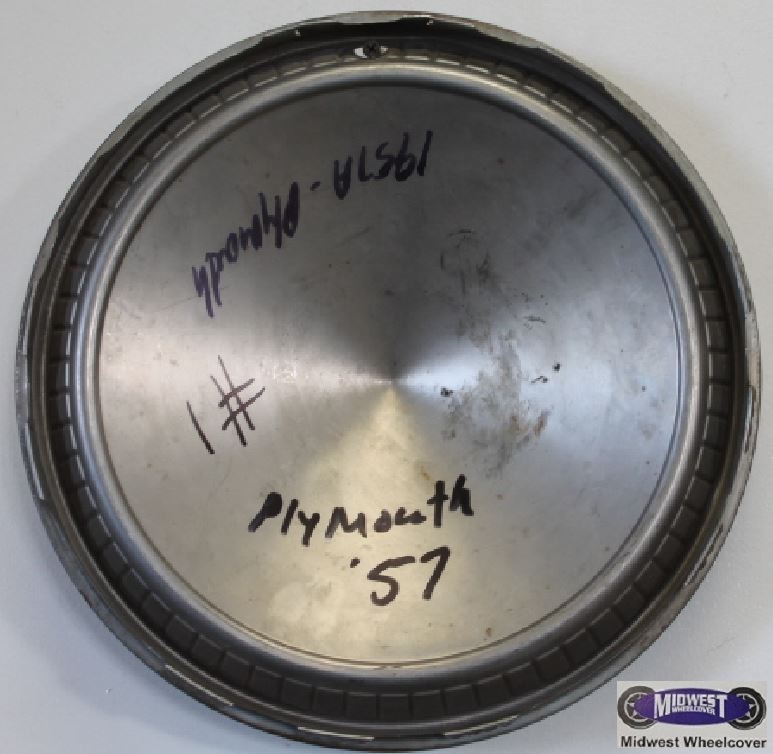 1957A - Plymouth
#1
Plymouth
'57
MIDWEST
WHEELCOVER
Midwest Wheelcover